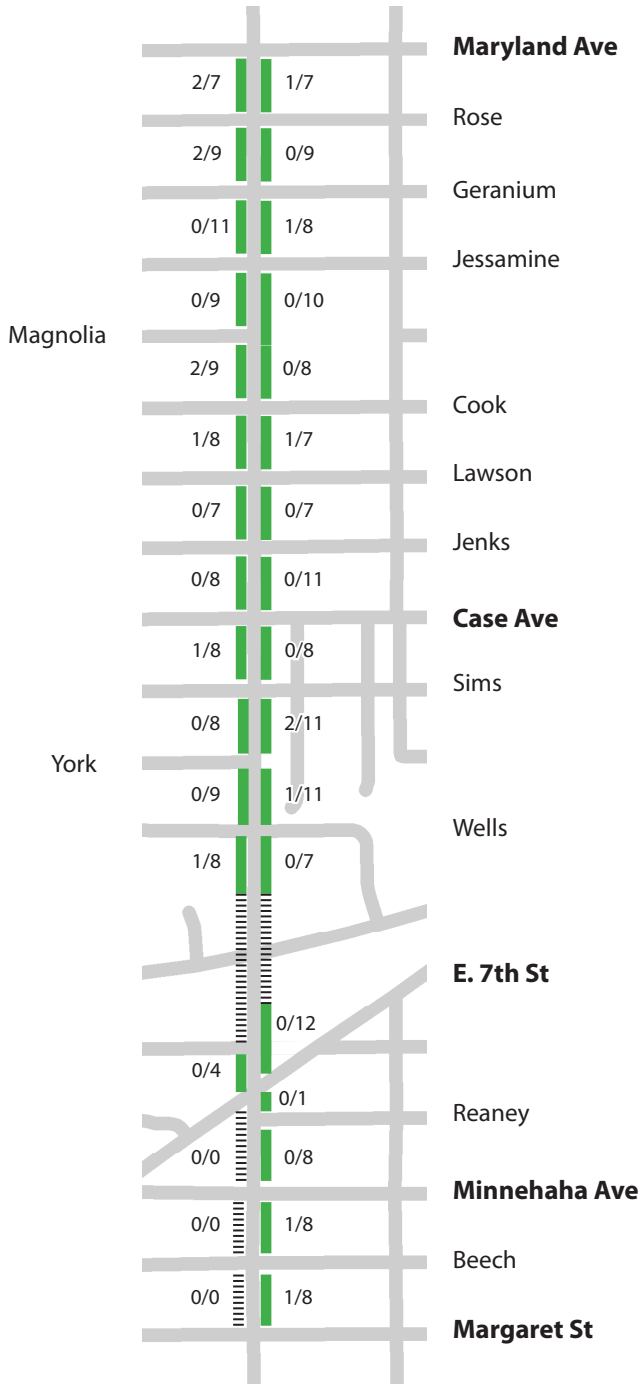 Maryland Ave
2/7
1/7
Rose
2/9
0/9
Geranium
0/11
1/8
Jessamine
0/9
0/10
Magnolia
2/9
0/8
Cook
1/8
1/7
Lawson
0/7
0/7
Jenks
0/8
0/11
Case Ave
1/8
0/8
Sims
0/8
2/11
York
0/9
1/11
Wells
1/8
0/7
E. 7th St
0/12
0/4
0/1
Reaney
0/0
0/8
Minnehaha Ave
0/0
1/8
Beech
0/0
1/8
Margaret St